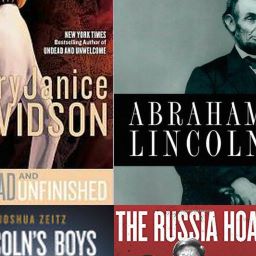 NEW YORK TIMES
Bestselling Author of
UNDEAD AND UNWELCOME
ryJanice
VIDSON
AD AND
UNFINISHED
ABRAHAM
LINCOLN
JOSHUA ZEITZ
COLN'S BOYS
THE RUSSIA HOA